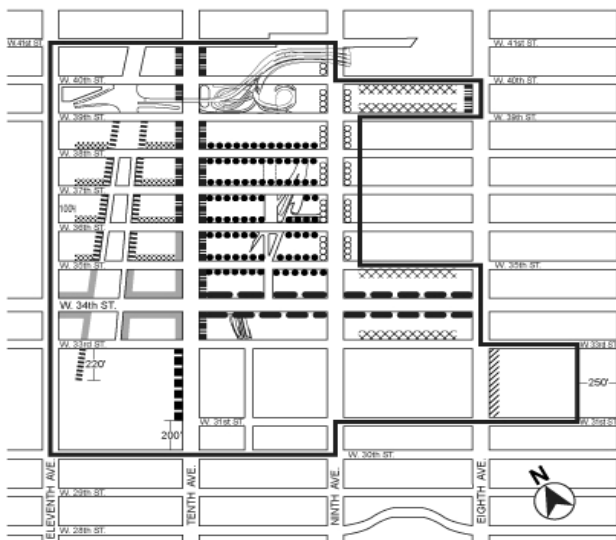 W.41st ST.
W. 41st ST.
W. 40th ST.
W. 40th ST.
W. 39th ST.
W. 39th ST.
W. 38th ST.
W. 37th ST.
100'
W. 36th ST.
W. 35th ST.
W. 35th ST.
W. 34th ST.
W. 33rd ST.
W. 33rd ST
220'
250'
W. 31st ST.
W. 31st ST
200'
W. 30th ST.
N
W. 29th ST.
W. 28th ST.
ELEVENTH AVE.
TENTH AVE.
NINTH AVE.
EIGHTH AVE.